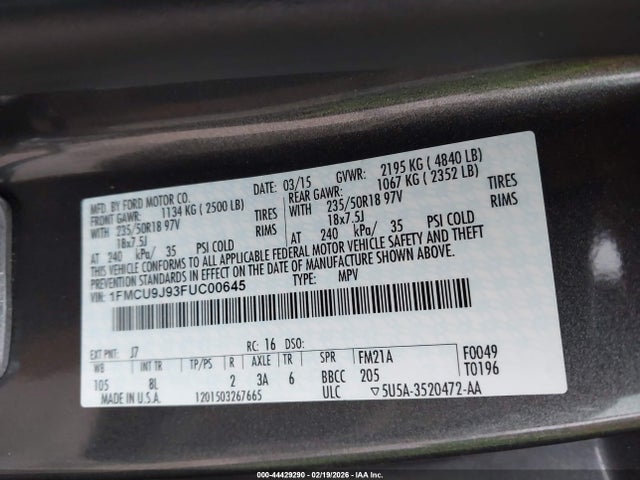 MFD. BY FORD MOTOR CO. DATE: 03/15 GVWR: 2195 KG ( 4840 LB)
FRONT GAWR: 1134 KG ( 2500 LB) REAR GAWR: 1067 KG ( 2352 LB)
WITH 235/50R18 97V TIRES WITH 235/50R18 97V TIRES
18x7.5J RIMS 18x7.5J RIMS
AT 240 kPa/ 35 PSI COLD AT 240 kPa/ 35 PSI COLD
THIS VEHICLE CONFORMS TO ALL APPLICABLE FEDERAL MOTOR VEHICLE SAFETY AND THEFT
PREVENTION STANDARDS IN EFFECT ON THE DATE OF MANUFACTURE SHOWN ABOVE.
VIN: 1FMCU9J93FUC00645 TYPE: MPV
EXT PNT: J7 RC: 16 DSO: F0049
WB INT TR TP/PS R AXLE TR SPR FM21A T0196
105 8L 2 3A 6 BBCC 205
MADE IN U.S.A. 1201503267665 ULC ▽5U5A-3520472-AA
000-44429290 - 02/19/2026 - IAA Inc.